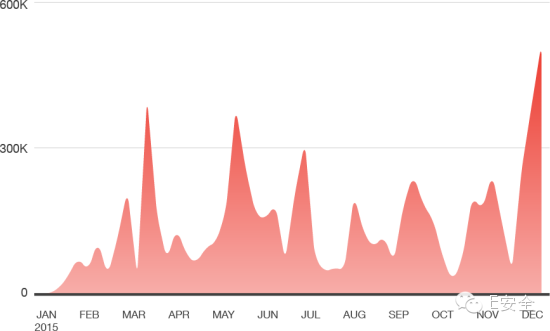 600K
300K
0
JAN FEB MAR APR MAY JUN JUL AUG SEP OCT NOV DEC
2015
E安全